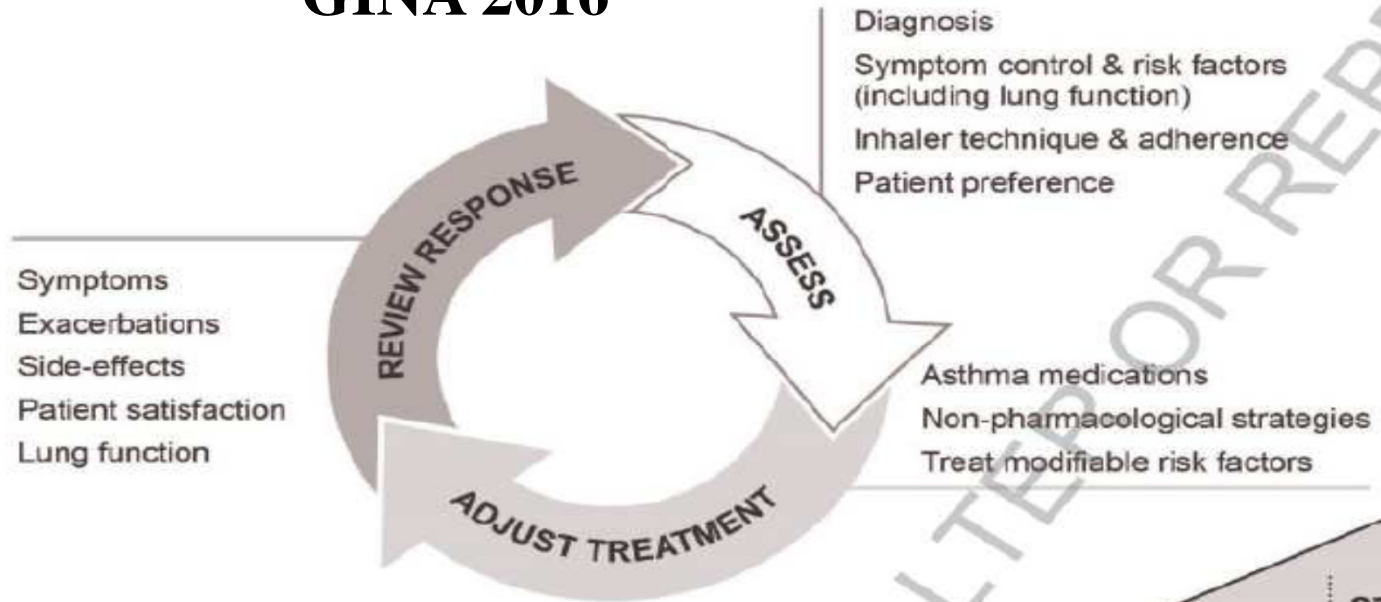 GINA 2016
Diagnosis
Symptom control & risk factors
(including lung function)
Inhaler technique & adherence
Patient preference
REVIEW RESPONSE
ASSESS
Symptoms
Exacerbations
Side-effects
Patient satisfaction
Lung function
Asthma medications
Non-pharmacological strategies
Treat modifiable risk factors
ADJUST TREATMENT